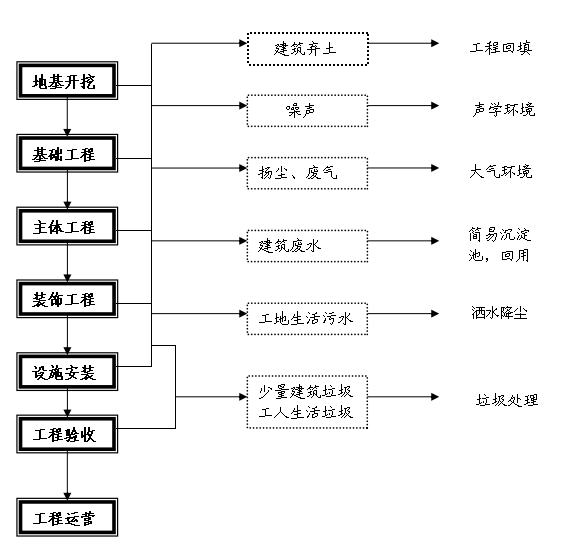 建筑弃土
工程回填
地基开挖
噪声
声学环境
基础工程
扬尘、废气
大气环境
主体工程
建筑废水
简易沉淀
池，回用
装饰工程
工地生活污水
洒水降尘
设施安装
少量建筑垃圾
工人生活垃圾
垃圾处理
工程验收
工程运营